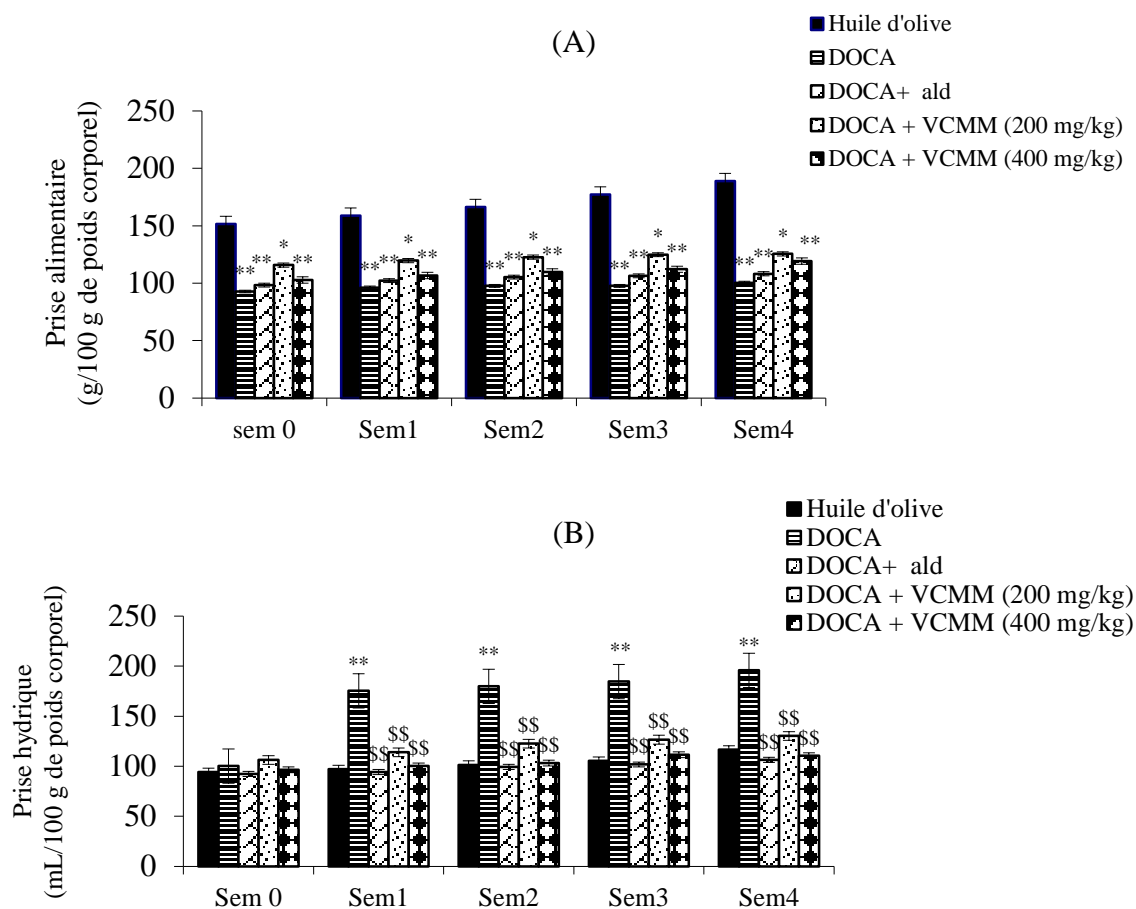 (A)
Huile d'olive
DOCA
DOCA+ ald
DOCA + VCMM (200 mg/kg)
DOCA + VCMM (400 mg/kg)
Prise alimentaire
(g/100 g de poids corporel)
250
200
150
100
50
0
** ** * **
** ** * **
** ** * **
** ** * **
** ** * **
sem 0 Sem1 Sem2 Sem3 Sem4
(B)
Huile d'olive
DOCA
DOCA+ ald
DOCA + VCMM (200 mg/kg)
DOCA + VCMM (400 mg/kg)
Prise hydrique
(mL/100 g de poids corporel)
250
200
150
100
50
0
** $$ $$ $$
** $$ $$ $$
** $$ $$ $$
** $$ $$ $$
Sem 0 Sem1 Sem2 Sem3 Sem4